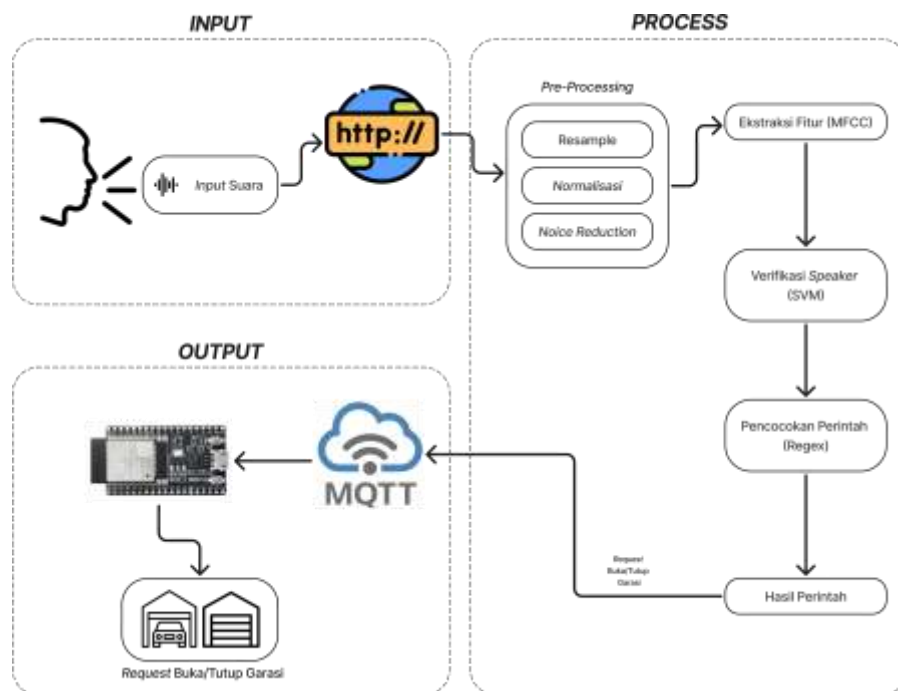 INPUT
Input Suara
http://
PROCESS
Pre-Processing
Resample
Normalisasi
Noice Reduction
Ekstraksi Fitur (MFCC)
Verifikasi Speaker
(SVM)
Pencocokan Perintah
(Regex)
Hasil Perintah
Request
Buka/Tutup
Garasi
OUTPUT
MQTT
Request Buka/Tutup Garasi